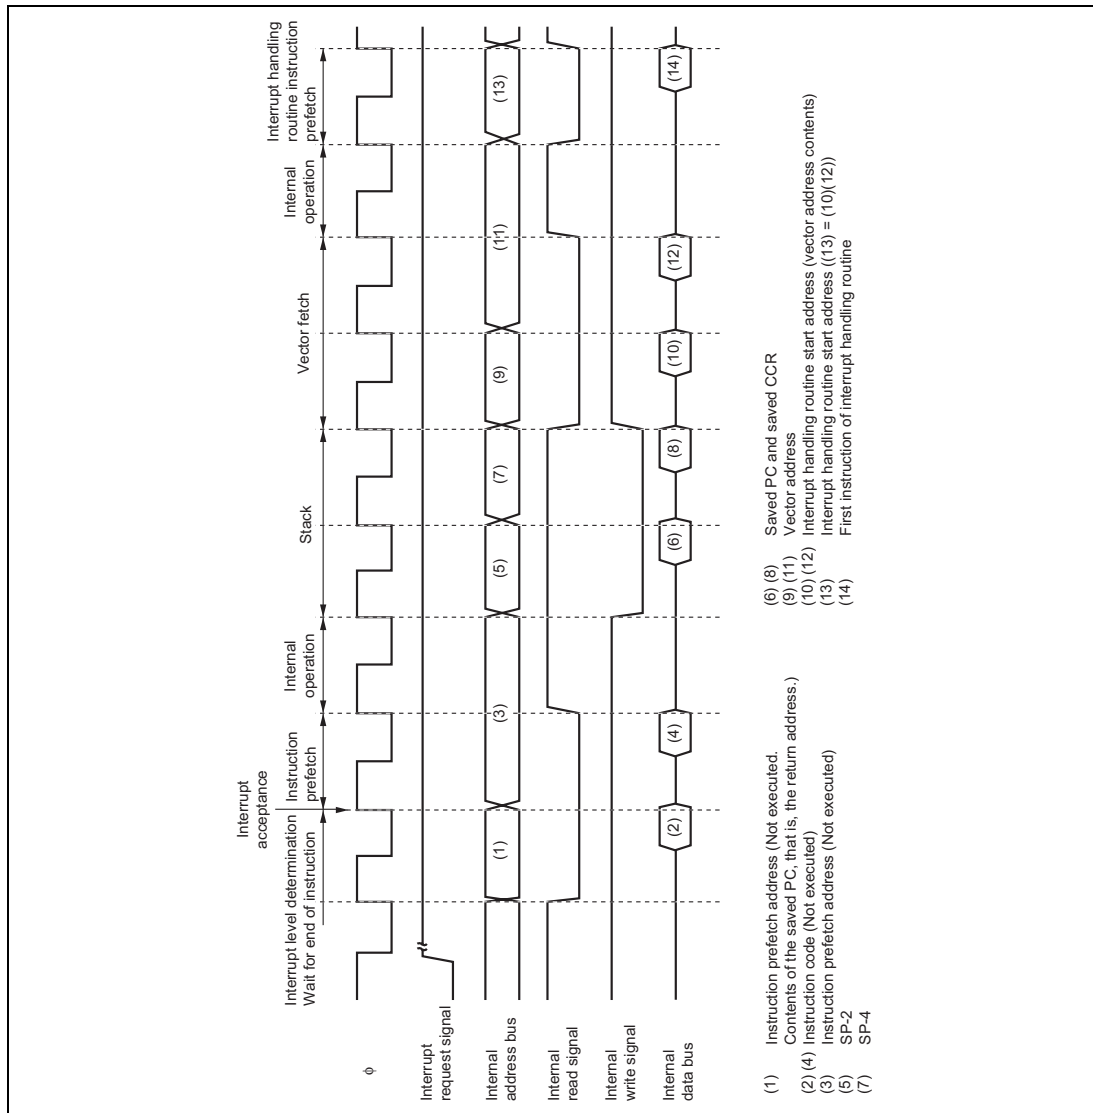 Interrupt
acceptance
Interrupt level determination
Wait for end of instruction
Instruction
prefetch
Internal
operation
Stack
Vector fetch
Internal
operation
Interrupt handling
routine instruction
prefetch
φ
Interrupt
request signal
Internal
address bus
(1)
(3)
(5)
(7)
(9)
(11)
(13)
Internal
read signal
Internal
write signal
Internal
data bus
(2)
(4)
(6)
(8)
(10)
(12)
(14)
(1) Instruction prefetch address (Not executed.
Contents of the saved PC, that is, the return address.)
(2) (4) Instruction code (Not executed)
(3) Instruction prefetch address (Not executed)
(5) SP-2
(7) SP-4
(6) (8) Saved PC and saved CCR
(9) (11) Vector address
(10) (12) Interrupt handling routine start address (vector address contents)
(13) Interrupt handling routine start address ((13) = (10)(12))
(14) First instruction of interrupt handling routine